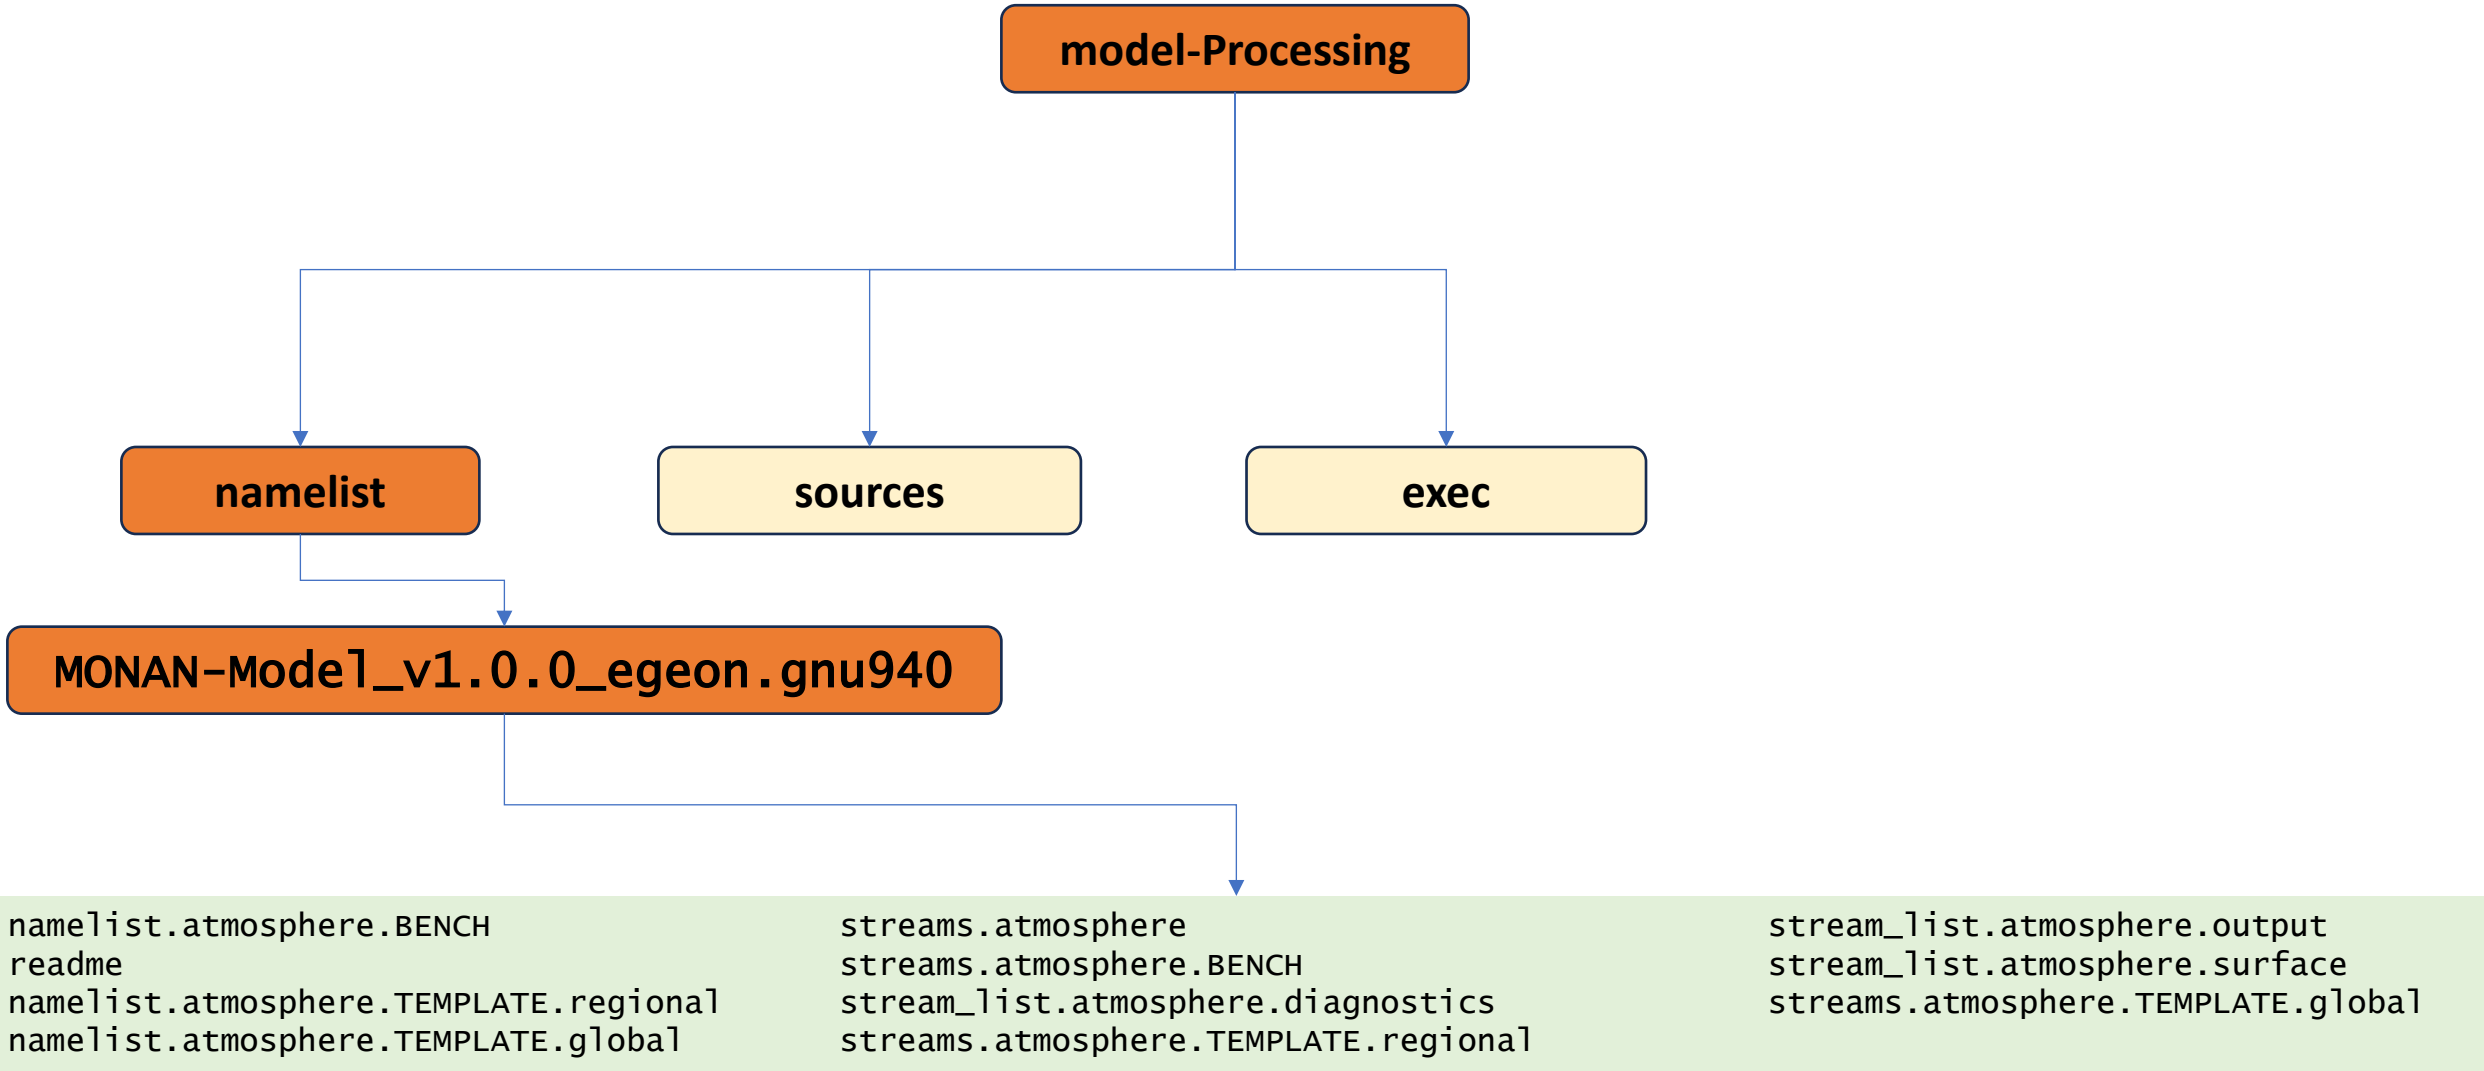 model-Processing
namelist
sources
exec
MONAN-Model_v1.0.0_egeon.gnu940
namelist.atmosphere.BENCH
readme
namelist.atmosphere.TEMPLATE.regional
namelist.atmosphere.TEMPLATE.global
streams.atmosphere
streams.atmosphere.BENCH
stream_list.atmosphere.diagnostics
streams.atmosphere.TEMPLATE.regional
stream_list.atmosphere.output
stream_list.atmosphere.surface
streams.atmosphere.TEMPLATE.global